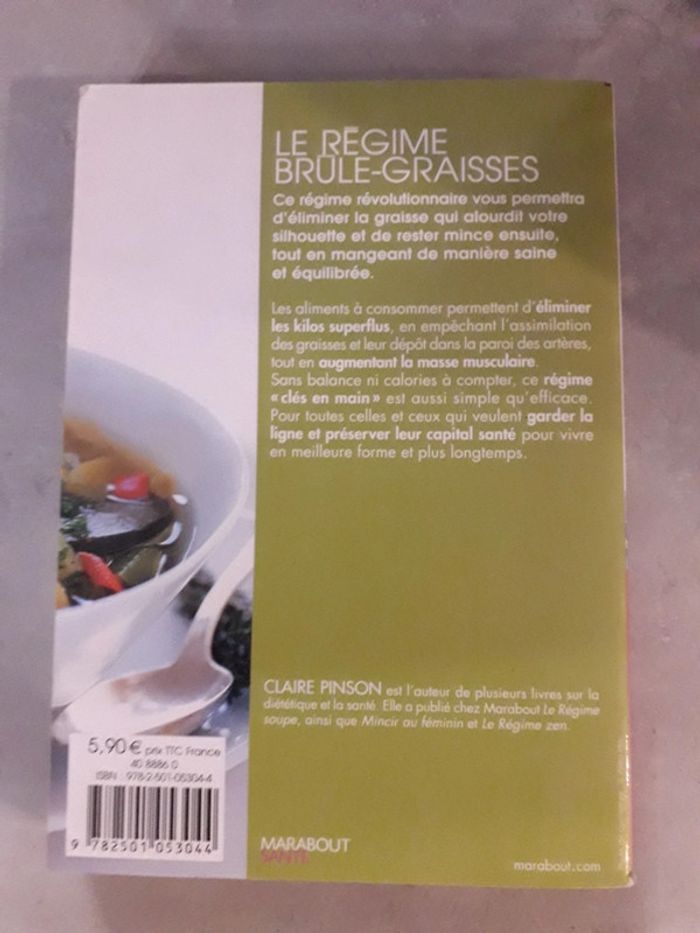 LE RÉGIME
BRÛLE-GRAISSES
Ce régime révolutionnaire vous permettra
d'éliminer la graisse qui alourdit votre
silhouette et de rester mince ensuite,
tout en mangeant de manière saine
et équilibrée.
Les aliments à consommer permettent d'éliminer
les kilos superflus, en empêchant l'assimilation
des graisses et leur dépôt dans la paroi des artères,
tout en augmentant la masse musculaire.
Sans balance ni calories à compter, ce régime
« clés en main » est aussi simple qu'efficace.
Pour toutes celles et ceux qui veulent garder la
ligne et préserver leur capital santé pour vivre
en meilleure forme et plus longtemps.
CLAIRE PINSON est l'auteur de plusieurs livres sur la
diététique et la santé. Elle a publié chez Marabout Le Régime
soupe, ainsi que Mincir au féminin et Le Régime zen.
5,90 € prix TTC France
40 8886 0
ISBN : 978-2-501-05304-4
9 782501 053044
MARABOUT
SANTÉ
marabout.com